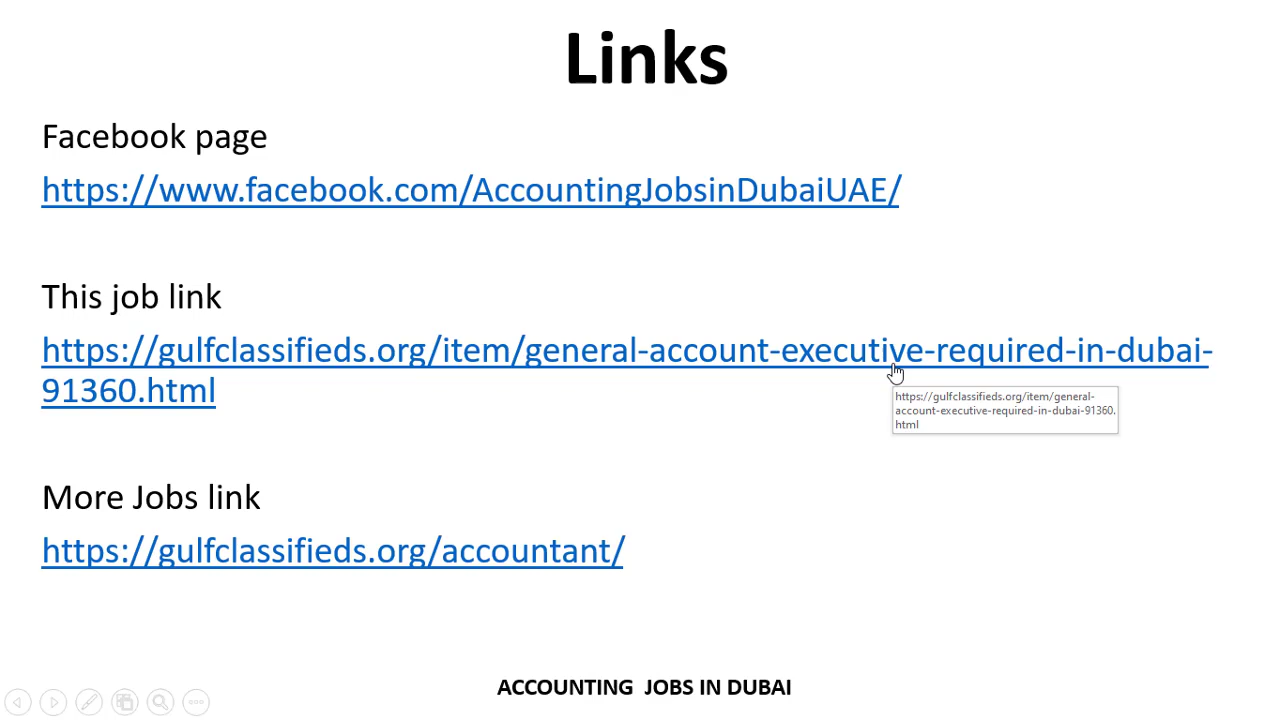 Links
Facebook page
https://www.facebook.com/AccountingJobsinDubaiUAE/
This job link
https://gulfclassifieds.org/item/general-account-executive-required-in-dubai-
91360.html
https://gulfclassifieds.org/item/general-
account-executive-required-in-dubai-91360.
html
More Jobs link
https://gulfclassifieds.org/accountant/
ACCOUNTING JOBS IN DUBAI